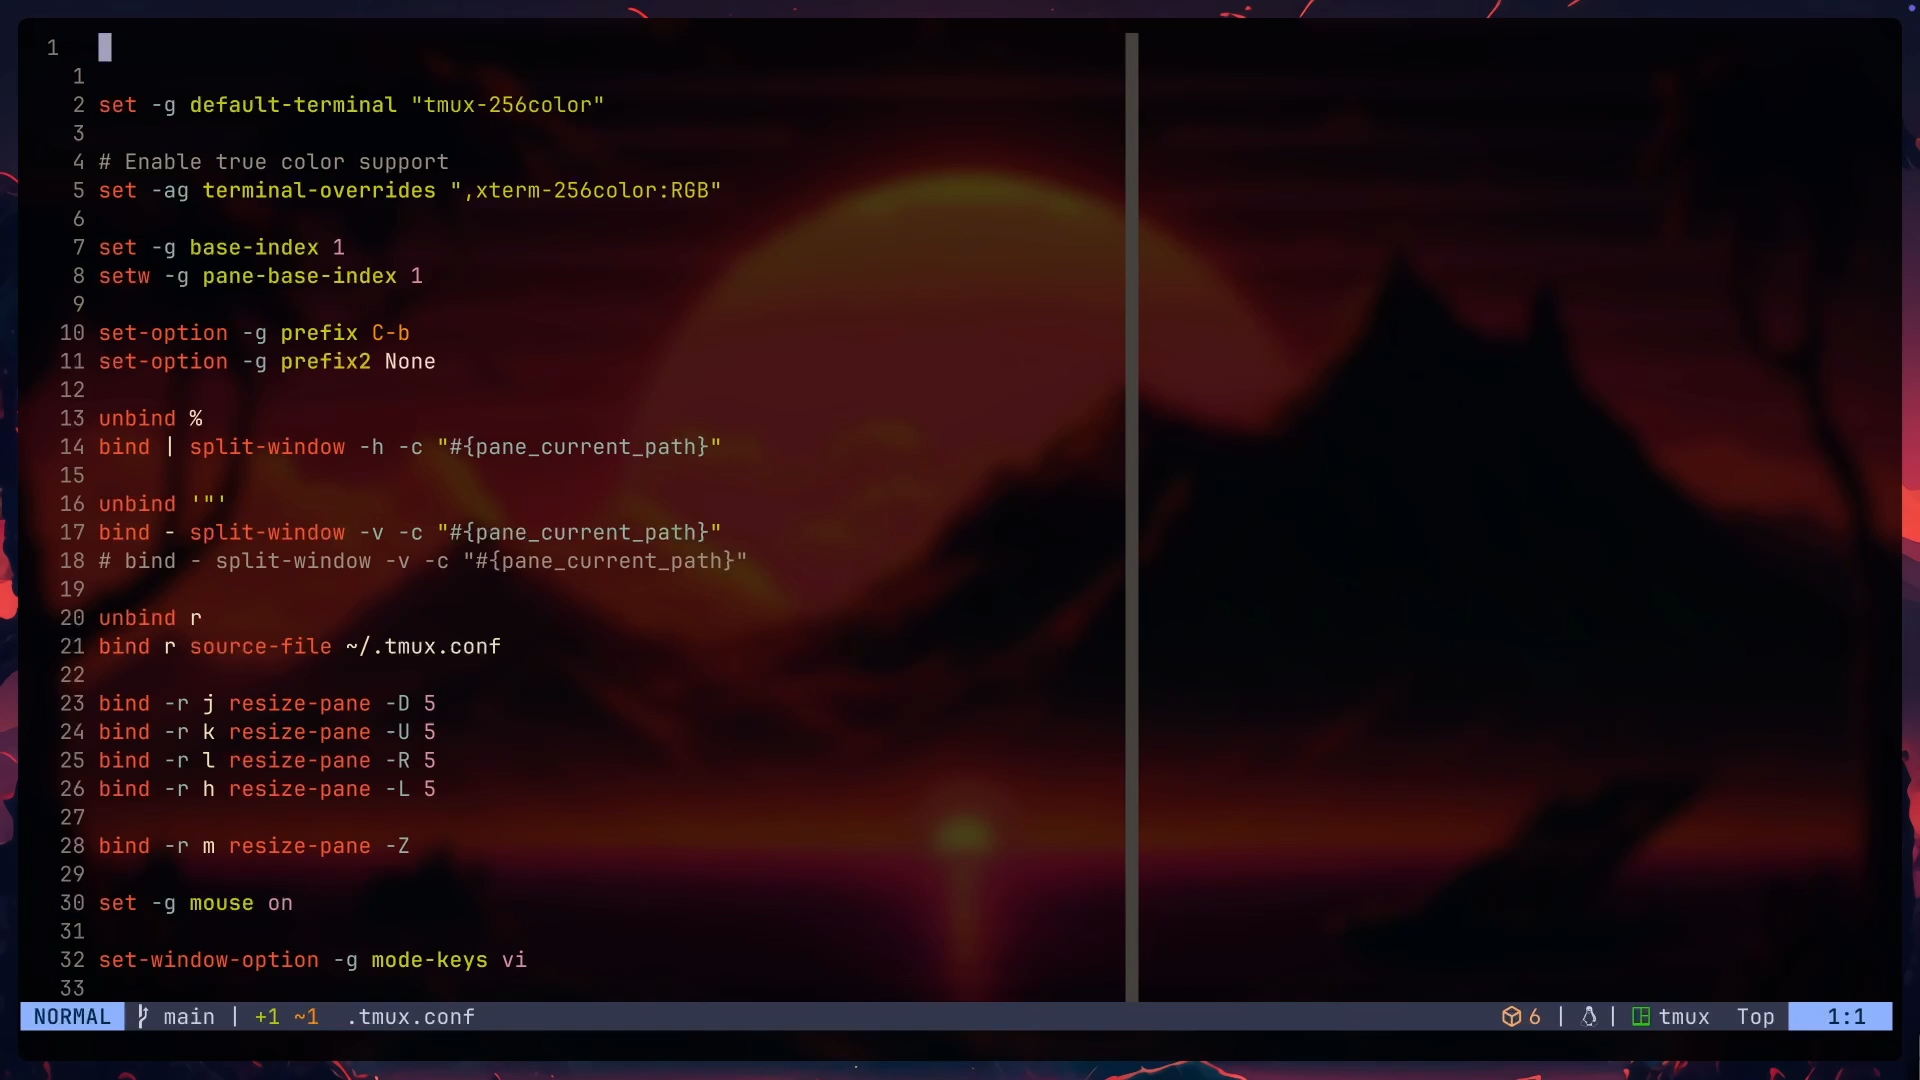 1
1
2 set -g default-terminal "tmux-256color"
3
4 # Enable true color support
5 set -ag terminal-overrides ",xterm-256color:RGB"
6
7 set -g base-index 1
8 setw -g pane-base-index 1
9
10 set-option -g prefix C-b
11 set-option -g prefix2 None
12
13 unbind %
14 bind | split-window -h -c "#{pane_current_path}"
15
16 unbind '"'
17 bind - split-window -v -c "#{pane_current_path}"
18 # bind - split-window -v -c "#{pane_current_path}"
19
20 unbind r
21 bind r source-file ~/.tmux.conf
22
23 bind -r j resize-pane -D 5
24 bind -r k resize-pane -U 5
25 bind -r l resize-pane -R 5
26 bind -r h resize-pane -L 5
27
28 bind -r m resize-pane -Z
29
30 set -g mouse on
31
32 set-window-option -g mode-keys vi
33
NORMAL main | +1 ~1 .tmux.conf 6 | | tmux Top 1:1